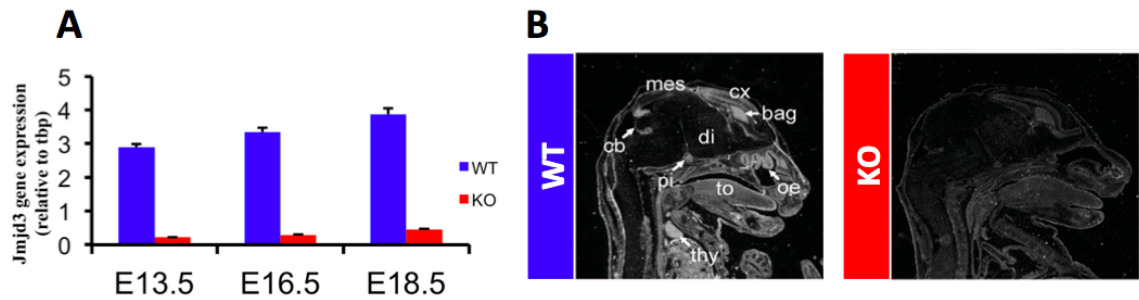 A
Jmjd3 gene expression
(relative to tbp)
5
4
3
2
1
0
E13.5 E16.5 E18.5
WT
KO
B
WT
mes
cx
bag
cb
di
pi
to
oe
thy
KO